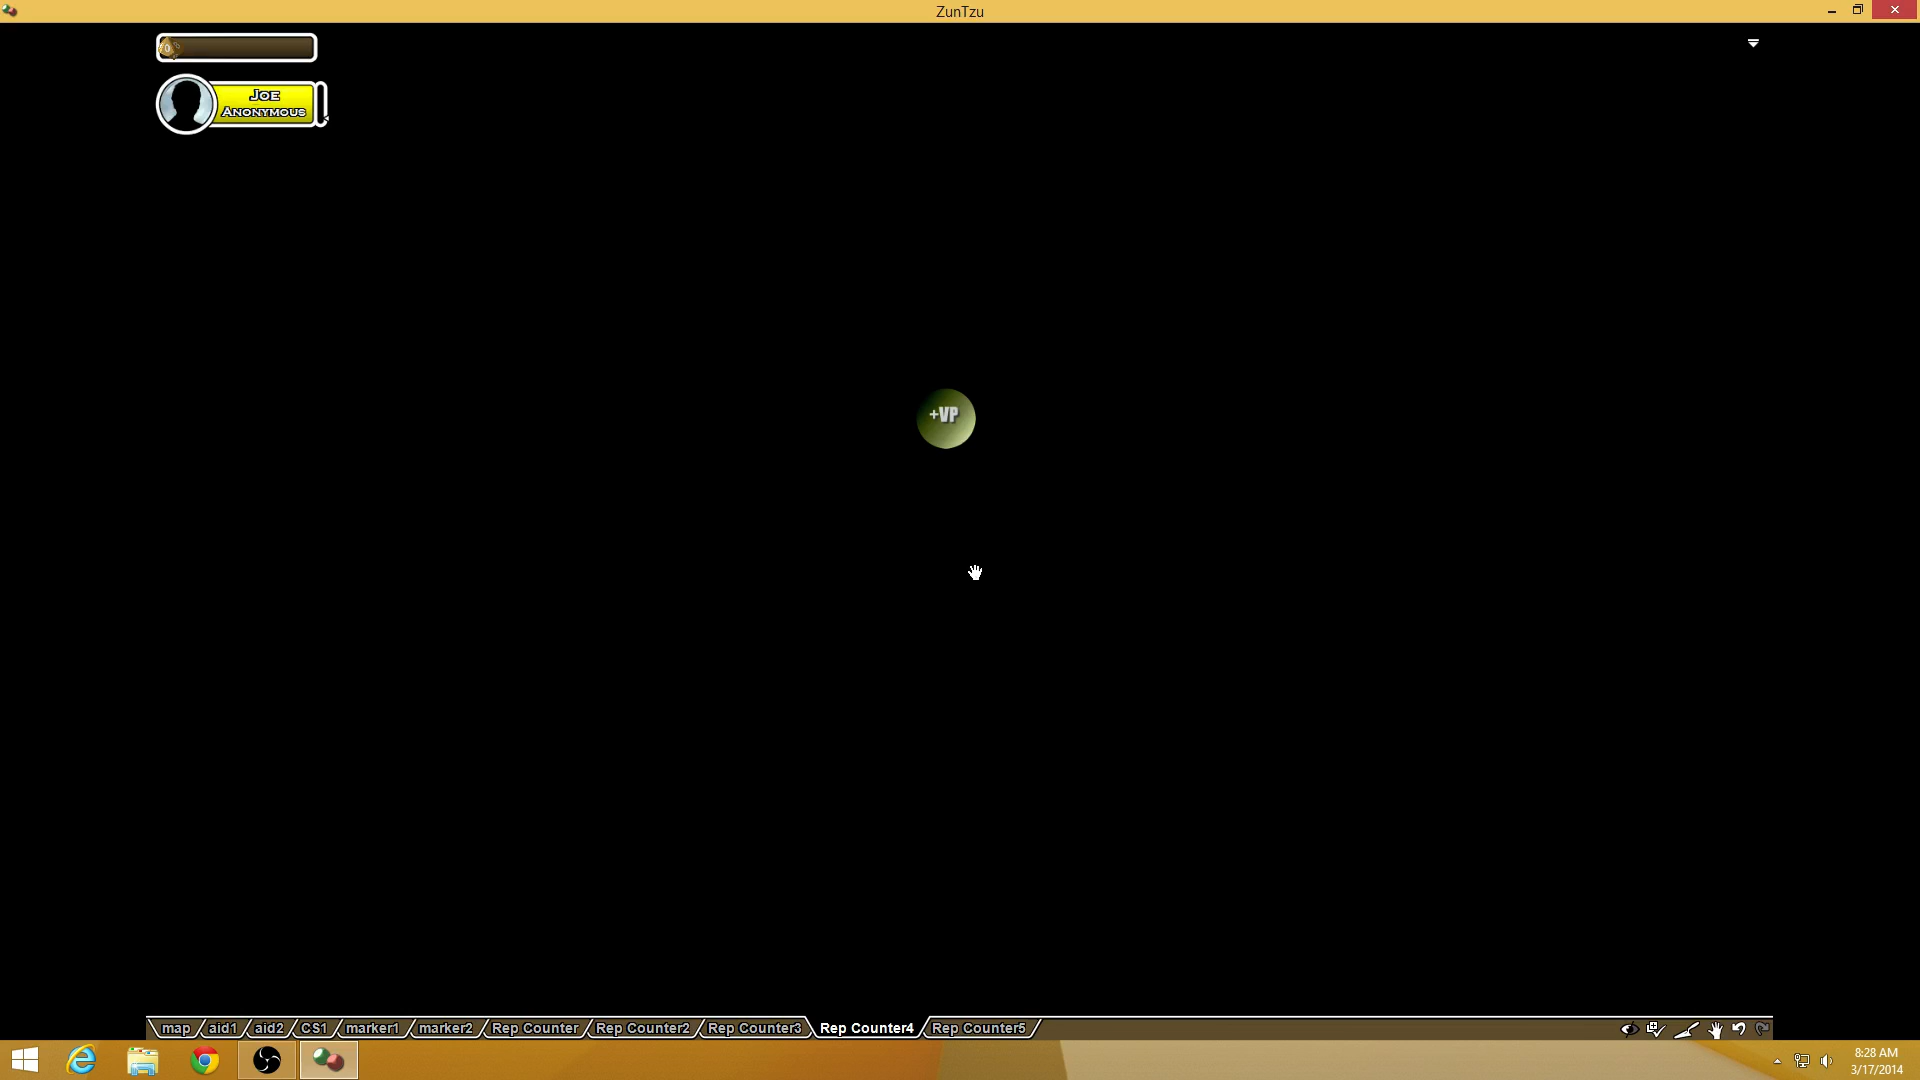 ZunTzu
Joe
Anonymous
+VP
map aid1 aid2 CS1 marker1 marker2 Rep Counter Rep Counter2 Rep Counter3 Rep Counter4 Rep Counter5
8:28 AM
3/17/2014